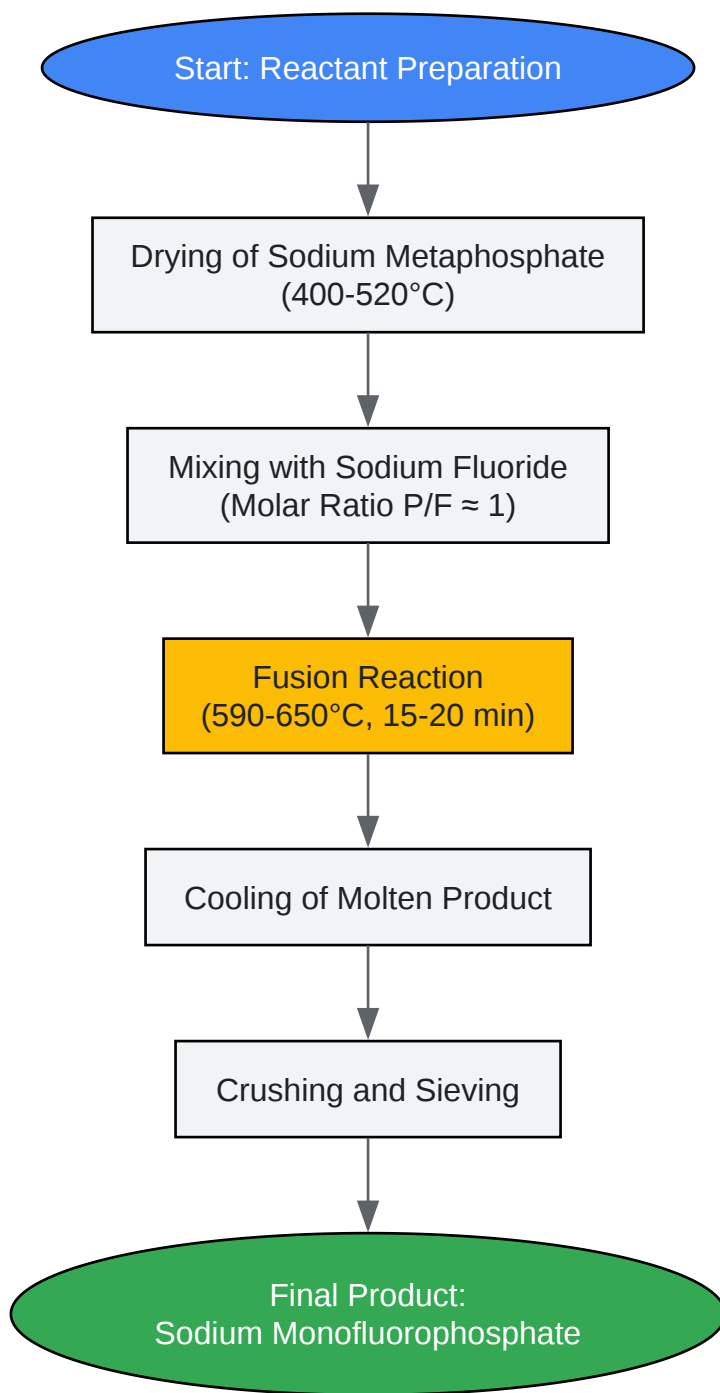 Start: Reactant Preparation
Drying of Sodium Metaphosphate
(400-520°C)
Mixing with Sodium Fluoride
(Molar Ratio P/F ≈ 1)
Fusion Reaction
(590-650°C, 15-20 min)
Cooling of Molten Product
Crushing and Sieving
Final Product:
Sodium Monofluorophosphate